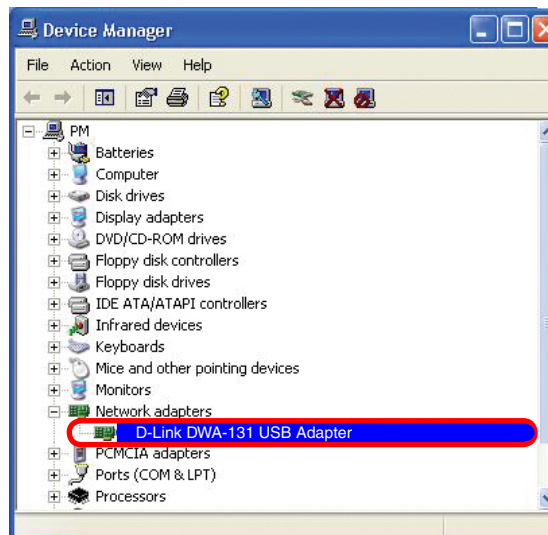 Device Manager
File Action View Help
PM
Batteries
Computer
Disk drives
Display adapters
DVD/CD-ROM drives
Floppy disk controllers
Floppy disk drives
IDE ATA/ATAPI controllers
Infrared devices
Keyboards
Mice and other pointing devices
Monitors
Network adapters
D-Link DWA-131 USB Adapter
PCMCIA adapters
Ports (COM & LPT)
Processors